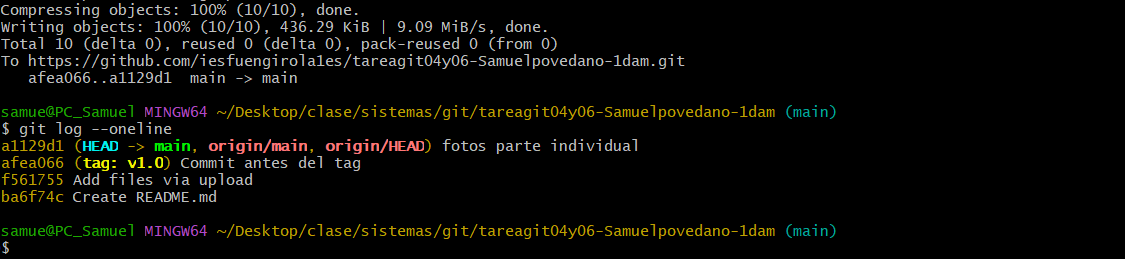 Compressing objects: 100% (10/10), done.
Writing objects: 100% (10/10), 436.29 KiB | 9.09 MiB/s, done.
Total 10 (delta 0), reused 0 (delta 0), pack-reused 0 (from 0)
To https://github.com/iesfuengirola1es/tareagit04y06-Samuelpovedano-1dam.git
   afea066..a1129d1  main -> main
samue@PC_Samuel MINGW64 ~/Desktop/clase/sistemas/git/tareagit04y06-Samuelpovedano-1dam (main)
$ git log --oneline
a1129d1 (HEAD -> main, origin/main, origin/HEAD) fotos parte individual
afea066 (tag: v1.0) Commit antes del tag
f561755 Add files via upload
ba6f74c Create README.md
samue@PC_Samuel MINGW64 ~/Desktop/clase/sistemas/git/tareagit04y06-Samuelpovedano-1dam (main)
$